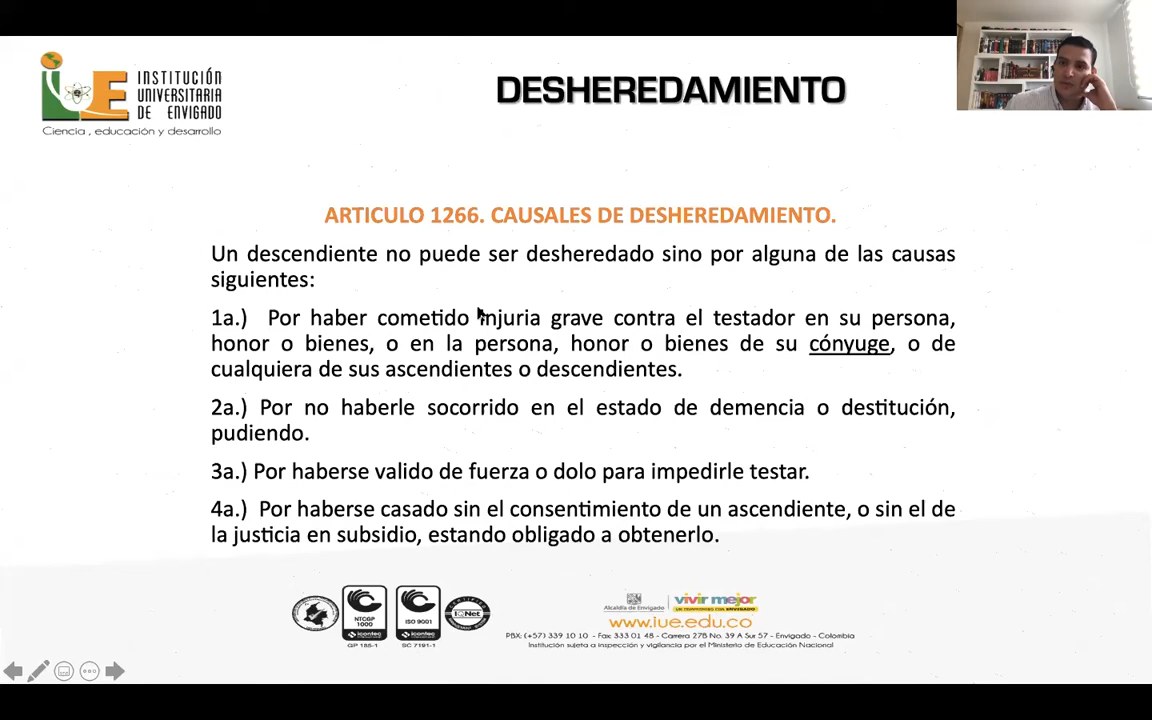 INSTITUCIÓN
UNIVERSITARIA
DE ENVIGADO
Ciencia , educación y desarrollo
DESHEREDAMIENTO
ARTICULO 1266. CAUSALES DE DESHEREDAMIENTO.
Un descendiente no puede ser desheredado sino por alguna de las causas
siguientes:
1a.) Por haber cometido injuria grave contra el testador en su persona,
honor o bienes, o en la persona, honor o bienes de su cónyuge, o de
cualquiera de sus ascendientes o descendientes.
2a.) Por no haberle socorrido en el estado de demencia o destitución,
pudiendo.
3a.) Por haberse valido de fuerza o dolo para impedirle testar.
4a.) Por haberse casado sin el consentimiento de un ascendiente, o sin el de
la justicia en subsidio, estando obligado a obtenerlo.
NTCGP
1000
icontec
GP 185-1
ISO 9001
icontec
SC 7191-1
IQNet
Alcaldía de Envigado
vivir mejor
www.iue.edu.co
PBX: (+57) 339 10 10 - Fax: 333 01 48 - Carrera 27B No. 39 A Sur 57 - Envigado - Colombia
Institución sujeta a inspección y vigilancia por el Ministerio de Educación Nacional